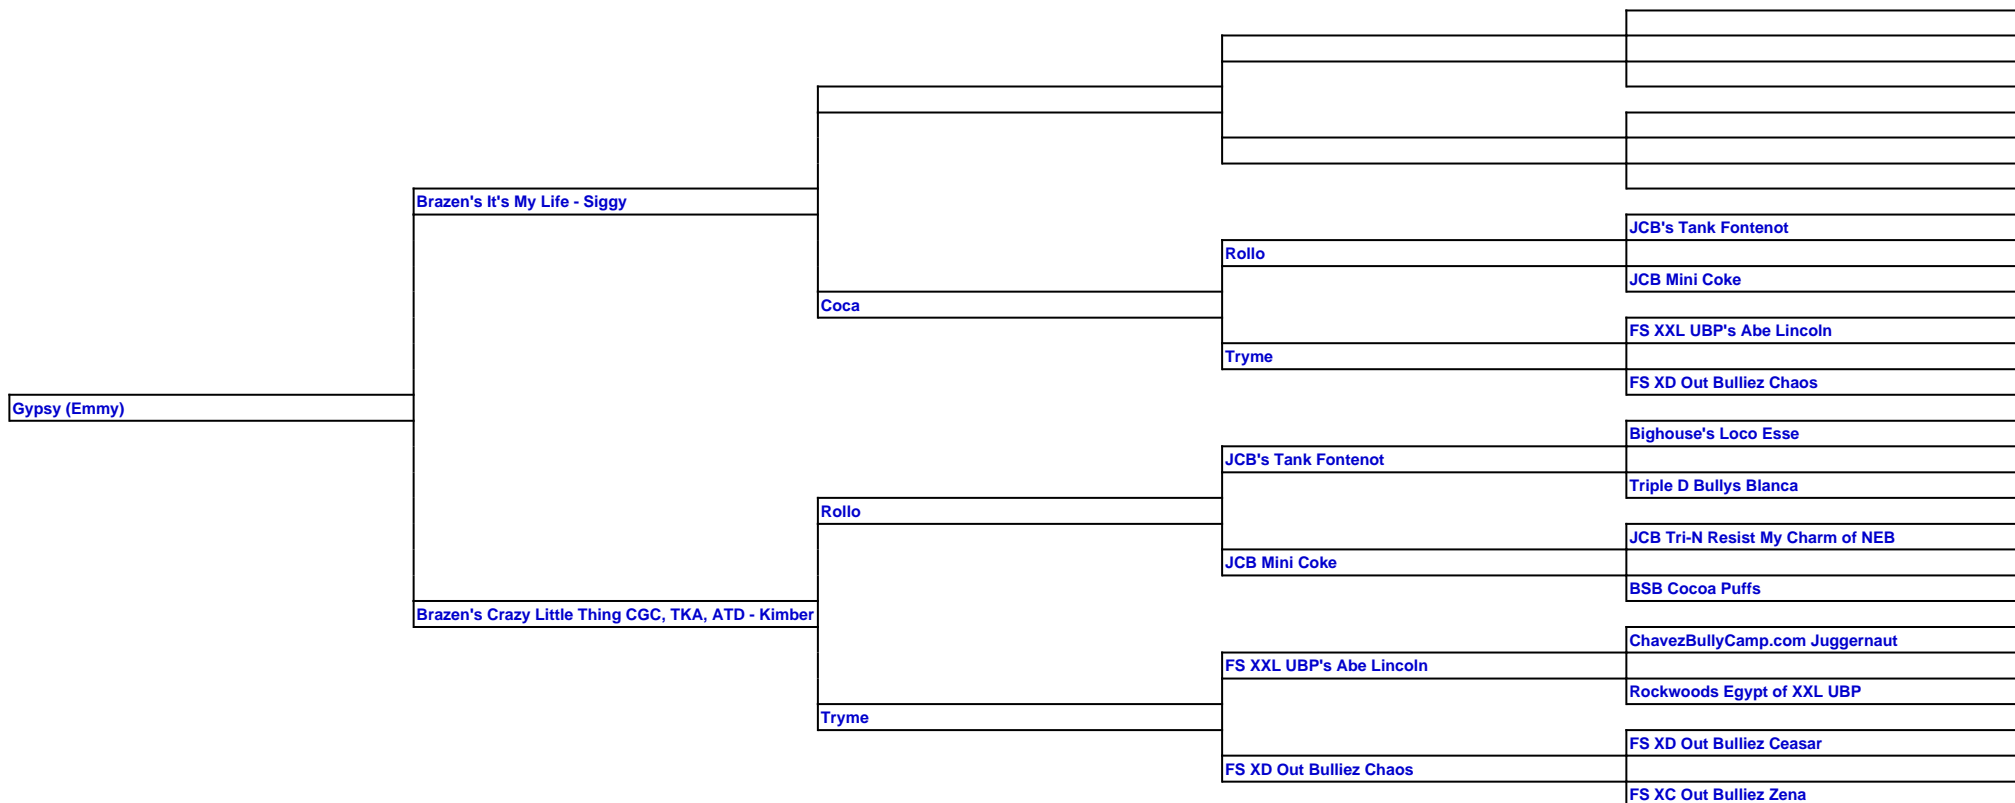 Brazen's It's My Life - Siggy
JCB's Tank Fontenot
Rollo
JCB Mini Coke
Coca
FS XXL UBP's Abe Lincoln
Tryme
FS XD Out Bulliez Chaos
Gypsy (Emmy)
Bighouse's Loco Esse
JCB's Tank Fontenot
Triple D Bullys Blanca
Rollo
JCB Tri-N Resist My Charm of NEB
JCB Mini Coke
BSB Cocoa Puffs
Brazen's Crazy Little Thing CGC, TKA, ATD - Kimber
ChavezBullyCamp.com Juggernaut
FS XXL UBP's Abe Lincoln
Rockwoods Egypt of XXL UBP
Tryme
FS XD Out Bulliez Ceasar
FS XD Out Bulliez Chaos
FS XC Out Bulliez Zena